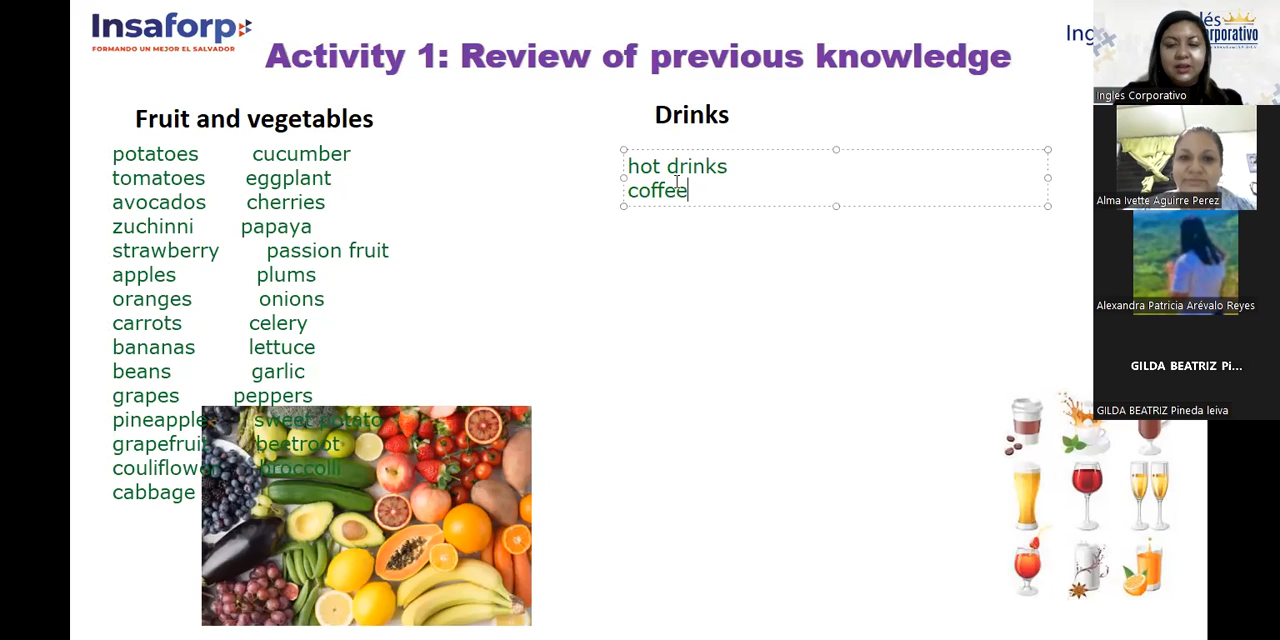 Insaforp
FORMANDO UN MEJOR EL SALVADOR
Activity 1: Review of previous knowledge
Fruit and vegetables
potatoes cucumber
tomatoes eggplant
avocados cherries
zuchinni papaya
strawberry passion fruit
apples plums
oranges onions
carrots celery
bananas lettuce
beans garlic
grapes peppers
pineapple sweet potato
grapefruit beetroot
couliflower broccolli
cabbage
Drinks
hot drinks
coffee
Ingles Corporativo
Alma Ivette Aguirre Perez
Alexandra Patricia Arévalo Reyes
GILDA BEATRIZ Pi...
GILDA BEATRIZ Pineda leiva